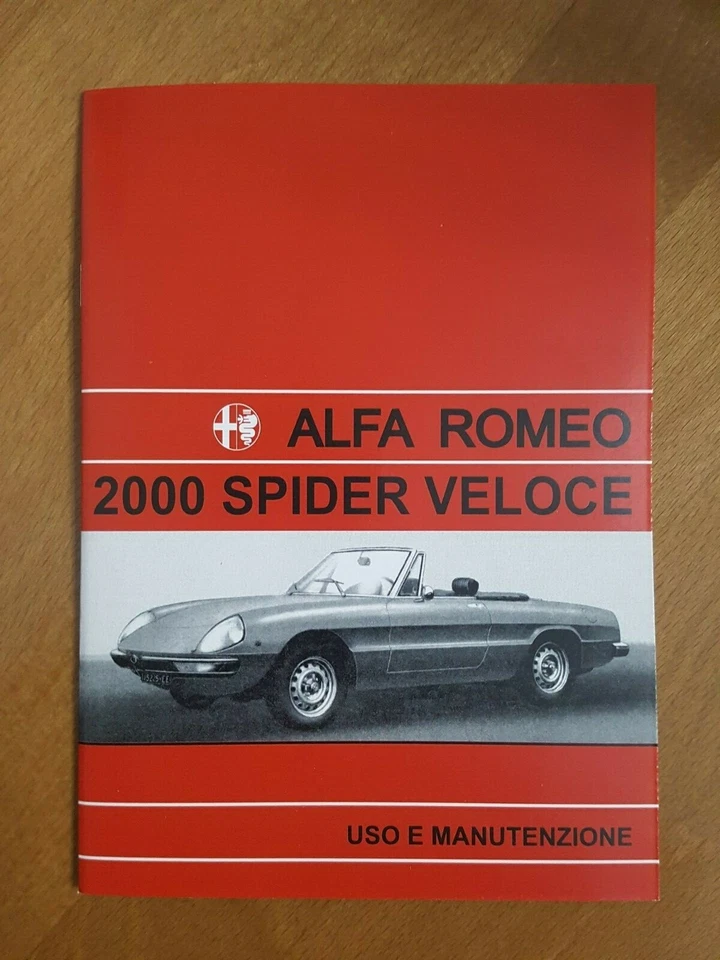 ALFA ROMEO
2000 SPIDER VELOCE
USO E MANUTENZIONE